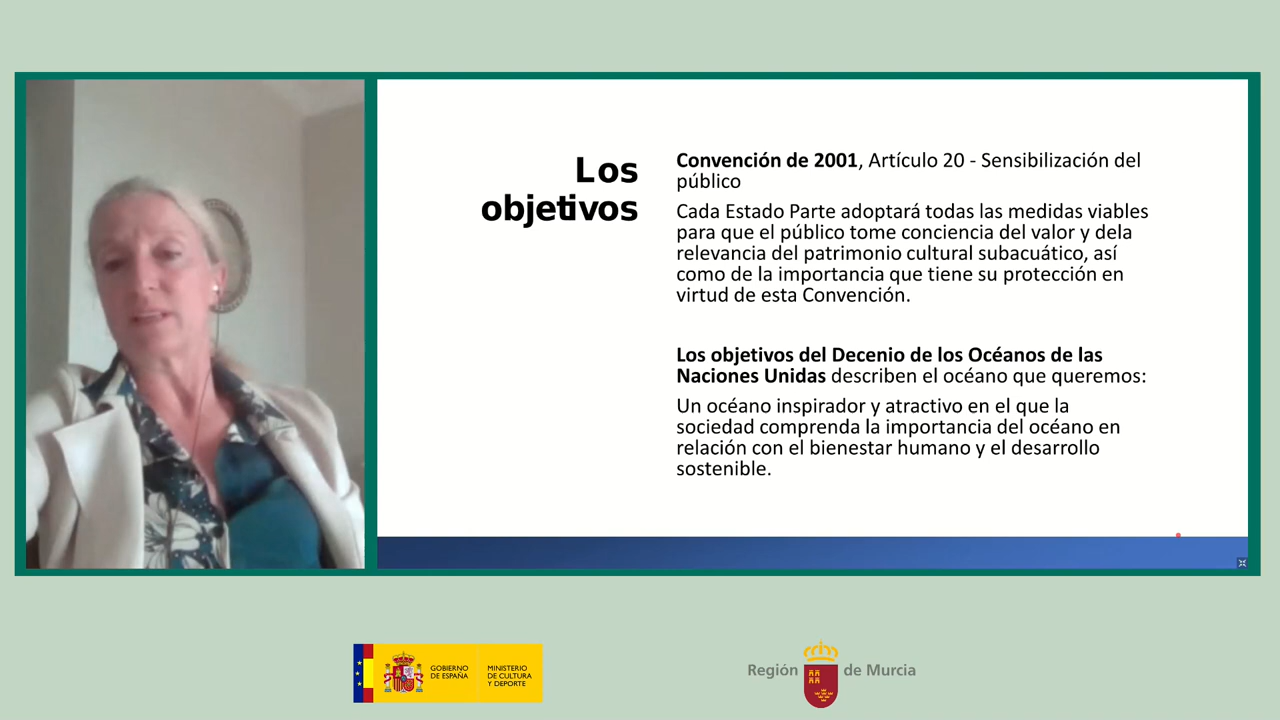 Los
objetivos
Convención de 2001, Artículo 20 - Sensibilización del
público
Cada Estado Parte adoptará todas las medidas viables
para que el público tome conciencia del valor y dela
relevancia del patrimonio cultural subacuático, así
como de la importancia que tiene su protección en
virtud de esta Convención.
Los objetivos del Decenio de los Océanos de las
Naciones Unidas describen el océano que queremos:
Un océano inspirador y atractivo en el que la
sociedad comprenda la importancia del océano en
relación con el bienestar humano y el desarrollo
sostenible.
GOBIERNO
DE ESPAÑA
MINISTERIO
DE CULTURA
Y DEPORTE
Región de Murcia